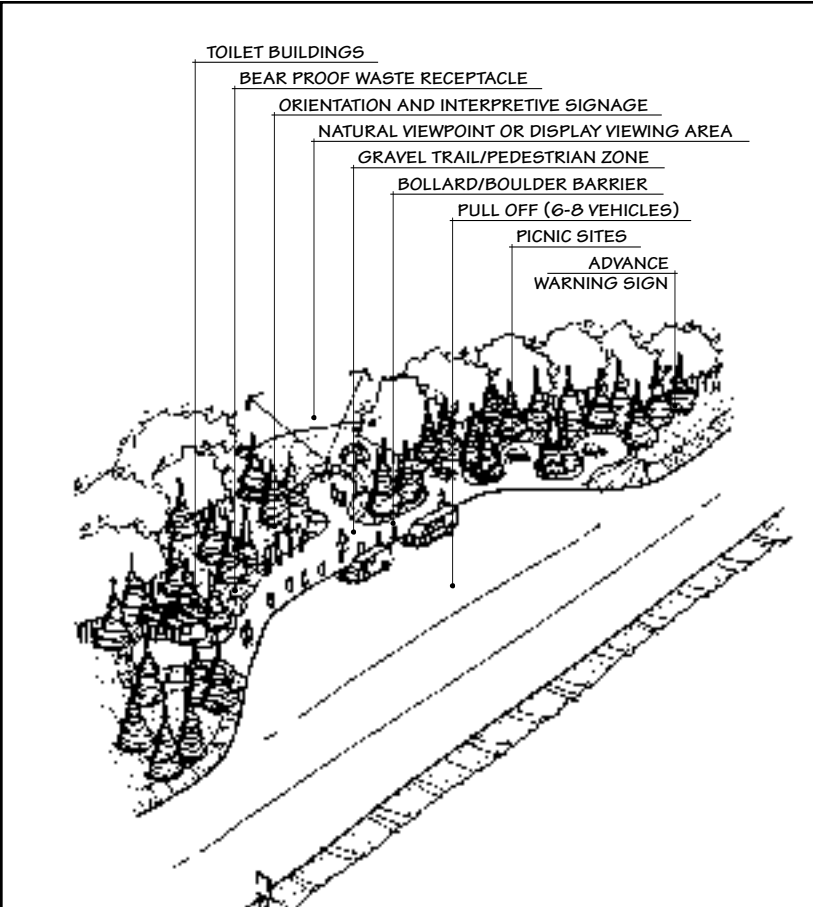 TOILET BUILDINGS
BEAR PROOF WASTE RECEPTACLE
ORIENTATION AND INTERPRETIVE SIGNAGE
NATURAL VIEWPOINT OR DISPLAY VIEWING AREA
GRAVEL TRAIL/PEDESTRIAN ZONE
BOLLARD/BOULDER BARRIER
PULL OFF (6-8 VEHICLES)
PICNIC SITES
ADVANCE
WARNING SIGN